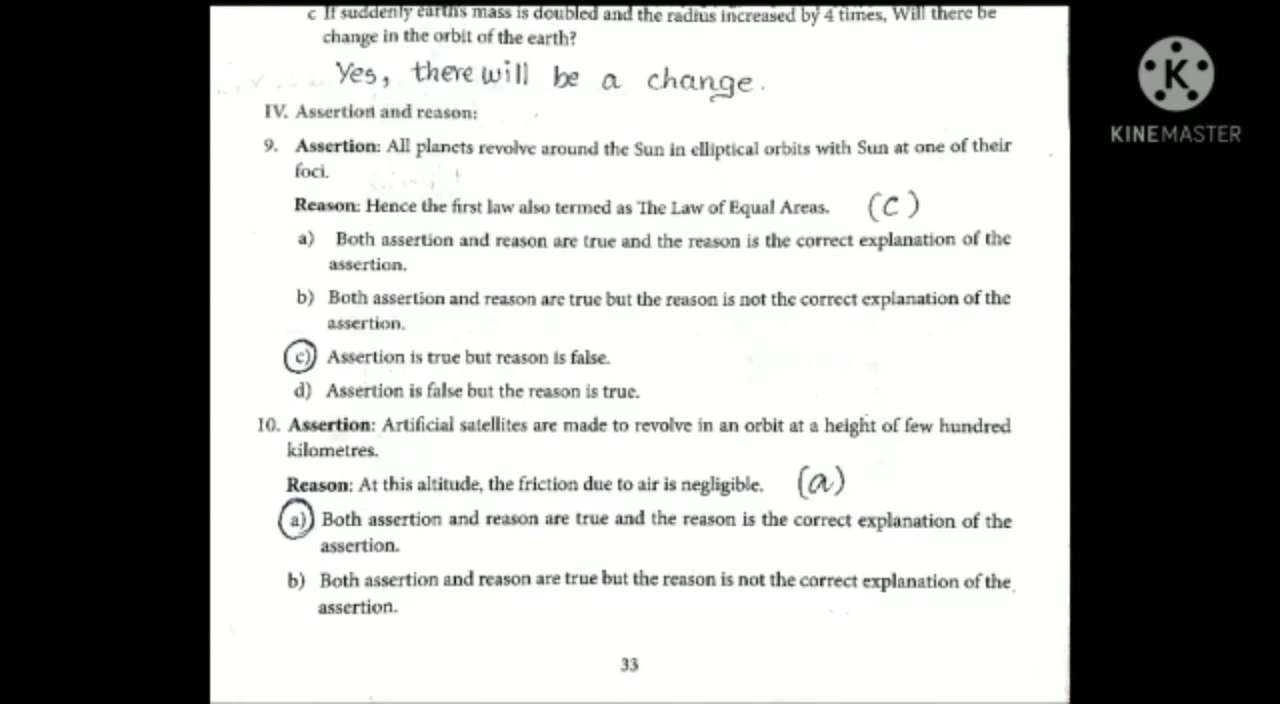 c If suddenly earth's mass is doubled and the radius increased by 4 times, Will there be
change in the orbit of the earth?
Yes, there will be a change.
IV. Assertion and reason:
9. Assertion: All planets revolve around the Sun in elliptical orbits with Sun at one of their
foci.
Reason: Hence the first law also termed as The Law of Equal Areas. (c)
a) Both assertion and reason are true and the reason is the correct explanation of the
assertion.
b) Both assertion and reason are true but the reason is not the correct explanation of the
assertion.
c) Assertion is true but reason is false.
d) Assertion is false but the reason is true.
10. Assertion: Artificial satellites are made to revolve in an orbit at a height of few hundred
kilometres.
Reason: At this altitude, the friction due to air is negligible. (a)
a) Both assertion and reason are true and the reason is the correct explanation of the
assertion.
b) Both assertion and reason are true but the reason is not the correct explanation of the
assertion.
33
K
KINEMASTER